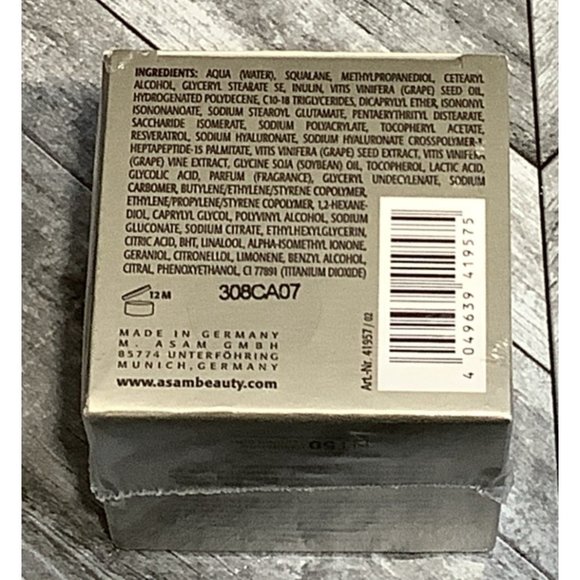 INGREDIENTS: AQUA (WATER), SQUALANE, METHYLPROPANEDIOL, CETEARYL
ALCOHOL, GLYCERYL STEARATE SE, INULIN, VITIS VINIFERA (GRAPE) SEED OIL,
HYDROGENATED POLYDECENE, C10-18 TRIGLYCERIDES, DICAPRYLYL ETHER, ISONONYL
ISONONANOATE, SODIUM STEAROYL GLUTAMATE, PENTAERYTHRITYL DISTEARATE,
SACCHARIDE ISOMERATE, SODIUM POLYACRYLATE, TOCOPHERYL ACETATE,
RESVERATROL, SODIUM HYALURONATE, SODIUM HYALURONATE CROSSPOLYMER-
HEPTAPEPTIDE-15 PALMITATE, VITIS VINIFERA (GRAPE) SEED EXTRACT, VITIS VINIFERA
(GRAPE) VINE EXTRACT, GLYCINE SOJA (SOYBEAN) OIL, TOCOPHEROL, LACTIC ACID,
GLYCOLIC ACID, PARFUM (FRAGRANCE), GLYCERYL UNDECYLENATE, SODIUM
CARBOMER, BUTYLENE/ETHYLENE/STYRENE COPOLYMER,
ETHYLENE/PROPYLENE/STYRENE COPOLYMER, 1,2-HEXANE-
DIOL, CAPRYLYL GLYCOL, POLYVINYL ALCOHOL, SODIUM
GLUCONATE, SODIUM CITRATE, ETHYLHEXYLGLYCERIN,
CITRIC ACID, BHT, LINALOOL, ALPHA-ISOMETHYL IONONE,
GERANIOL, CITRONELLOL, LIMONENE, BENZYL ALCOHOL,
CITRAL, PHENOXYETHANOL, CI 77891 (TITANIUM DIOXIDE)
12 M
308CA07
MADE IN GERMANY
M. ASAM GMBH
85774 UNTERFÖHRING
MUNICH, GERMANY
www.asambeauty.com
Art.-Nr. 41957 / 02
4 049639 419575